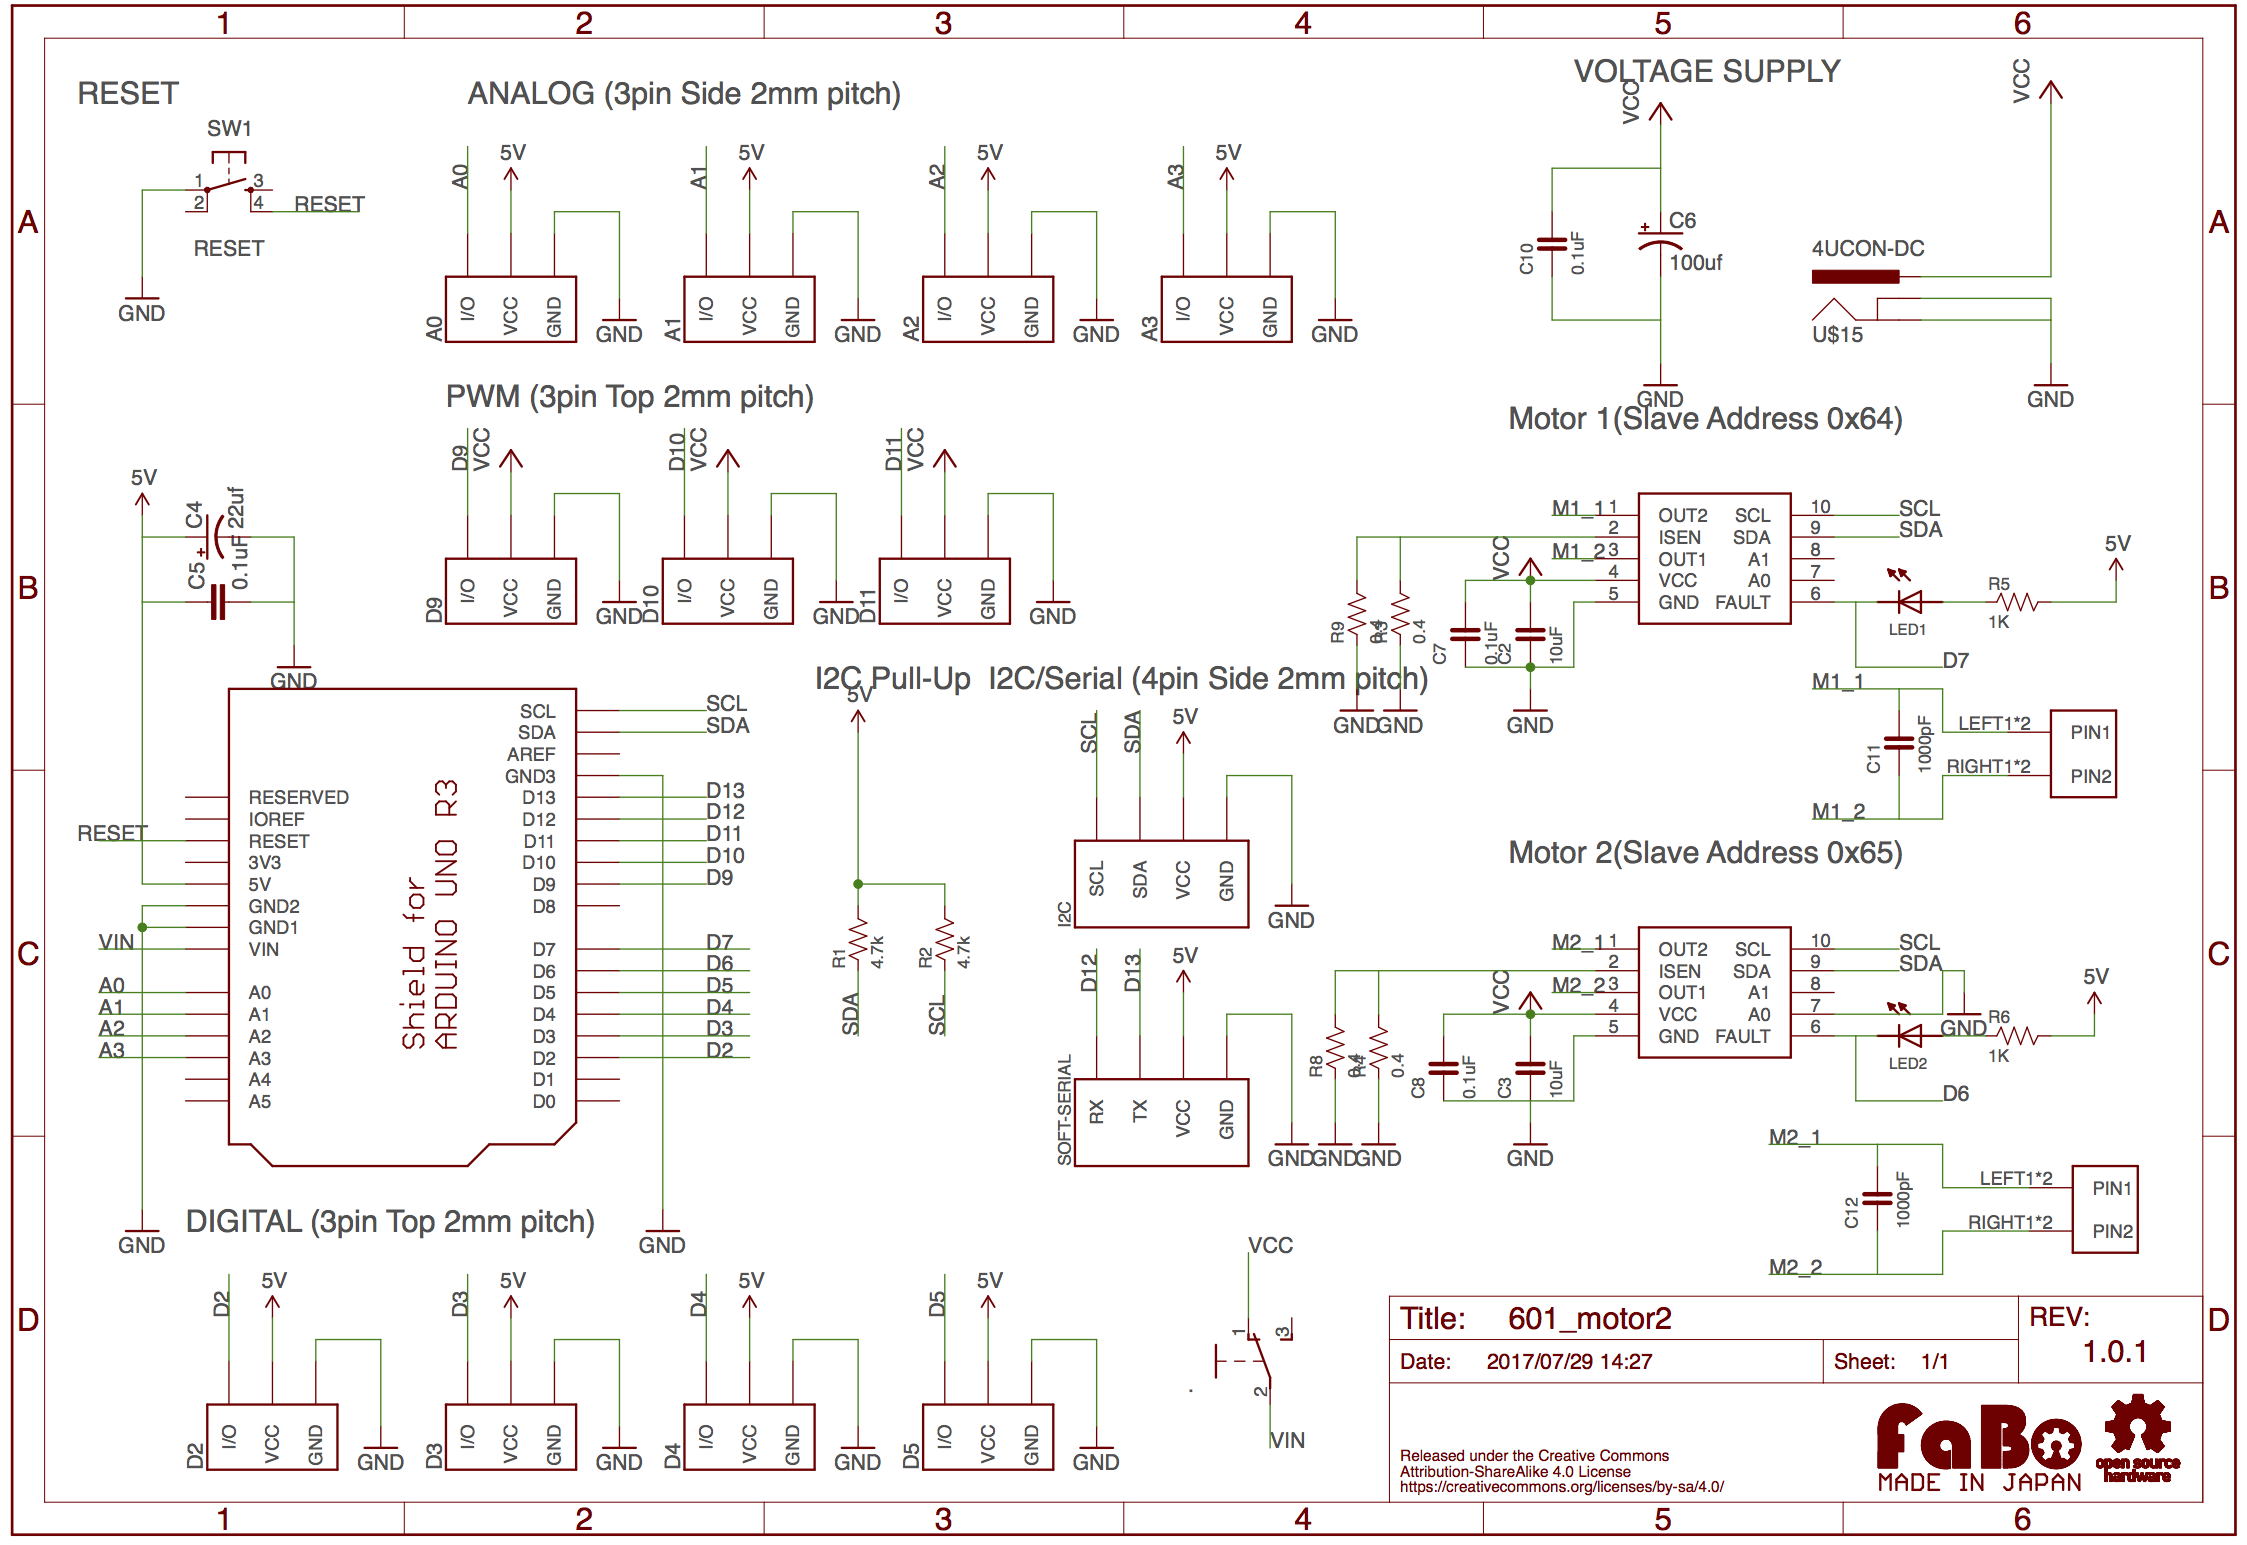 1 2 3 4 5 6
A
A
B
B
C
C
D
D
RESET
SW1
1 3
2 4
RESET
RESET
GND
ANALOG (3pin Side 2mm pitch)
A0 5V
I/O VCC GND
A0
GND
A1 5V
I/O VCC GND
A1
GND
A2 5V
I/O VCC GND
A2
GND
A3 5V
I/O VCC GND
A3
GND
VOLTAGE SUPPLY
VCC
C10
0.1uF
C6
+
100uf
GND
VCC
4UCON-DC
U$15
GND
PWM (3pin Top 2mm pitch)
D9 VCC
I/O VCC GND
D9
GND
D10 VCC
I/O VCC GND
D10
GND
D11 VCC
I/O VCC GND
D11
GND
5V
C4
22uf
+
C5
0.1uF
GND
Shield for
ARDUINO UNO R3
RESERVED
IOREF
RESET
3V3
5V
GND2
GND1
VIN
A0
A1
A2
A3
A4
A5
RESET
VIN
A0
A1
A2
A3
GND
SCL
SDA
AREF
GND3
D13
D12
D11
D10
D9
D8
D7
D6
D5
D4
D3
D2
D1
D0
SCL
SDA
D13
D12
D11
D10
D9
D7
D6
D5
D4
D3
D2
GND
I2C Pull-Up
5V
R1
4.7k
R2
4.7k
SDA
SCL
I2C/Serial (4pin Side 2mm pitch)
SCL SDA 5V
SCL SDA VCC GND
I2C
GND
D12 D13 5V
RX TX VCC GND
SOFT-SERIAL
GND
Motor 1(Slave Address 0x64)
M1_1 1 OUT2 SCL 10 SCL
2 ISEN SDA 9 SDA
M1_2 3 OUT1 A1 8
4 VCC A0 7
5 GND FAULT 6
VCC
R9
0.4
R3
0.4
C7
0.1uF
C2
10uF
GND
GND
GND
LED1
R5
1K
5V
D7
M1_1
C11
1000pF
LEFT1*2 PIN1
RIGHT1*2 PIN2
M1_2
Motor 2(Slave Address 0x65)
M2_1 1 OUT2 SCL 10 SCL
2 ISEN SDA 9 SDA
M2_2 3 OUT1 A1 8
4 VCC A0 7
5 GND FAULT 6
VCC
R8
0.4
R4
0.4
C8
0.1uF
C3
10uF
GND
GND
GND
GND
LED2
R6
1K
5V
D6
M2_1
C12
1000pF
LEFT1*2 PIN1
RIGHT1*2 PIN2
M2_2
DIGITAL (3pin Top 2mm pitch)
D2 5V
I/O VCC GND
D2
GND
D3 5V
I/O VCC GND
D3
GND
D4 5V
I/O VCC GND
D4
GND
D5 5V
I/O VCC GND
D5
GND
VCC
1 3
2
VIN
Title: 601_motor2
REV:
1.0.1
Date: 2017/07/29 14:27
Sheet: 1/1
Released under the Creative Commons
Attribution-ShareAlike 4.0 License
https://creativecommons.org/licenses/by-sa/4.0/
FaBo
MADE IN JAPAN
open source
hardware
1 2 3 4 5 6